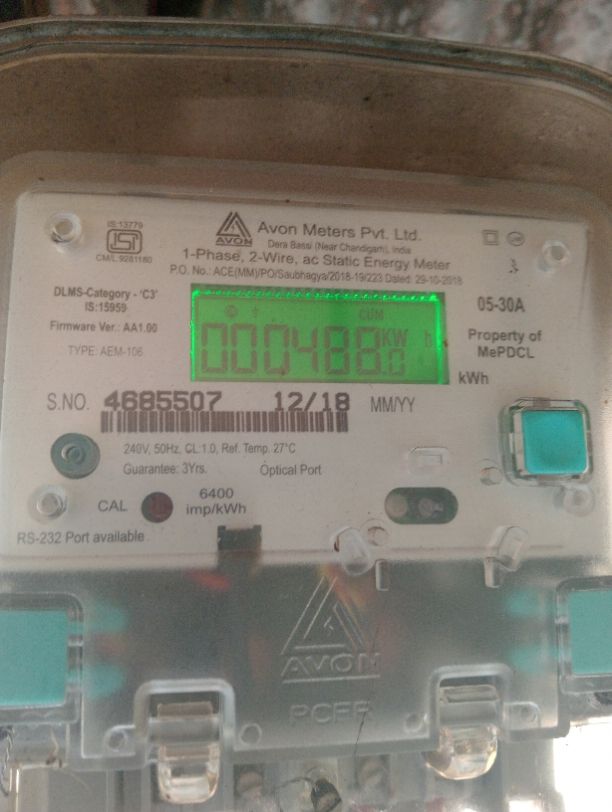 IS:13779
ISI
CM/L 9281160
AVON
Avon Meters Pvt. Ltd.
Dera Bassi (Near Chandigarh), India
1-Phase, 2-Wire, ac Static Energy Meter
P.O. No.: ACE(MM)/PO/Saubhagya/2018-19/223 Dated: 29-10-2018
DLMS-Category - 'C3'
IS:15959
Firmware Ver.: AA1.00
TYPE: AEM-106
CUM
KW h
05-30A
Property of
MePDCL
kWh
S.NO. 4685507 12/18 MM/YY
240V, 50Hz, CL:1.0, Ref. Temp. 27°C
Guarantee: 3Yrs. Optical Port
CAL 6400
imp/kWh
RS-232 Port available
AVON